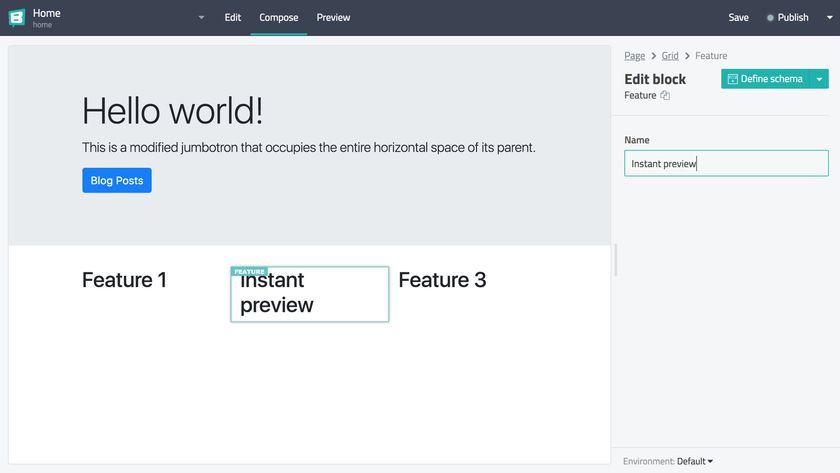 Home
home
Edit
Compose
Preview
Save
Publish
Hello world!
This is a modified jumbotron that occupies the entire horizontal space of its parent.
Blog Posts
Feature 1
FEATURE
Instant
preview
Feature 3
Page > Grid > Feature
Edit block
Define schema
Feature
Name
Instant preview
Environment: Default